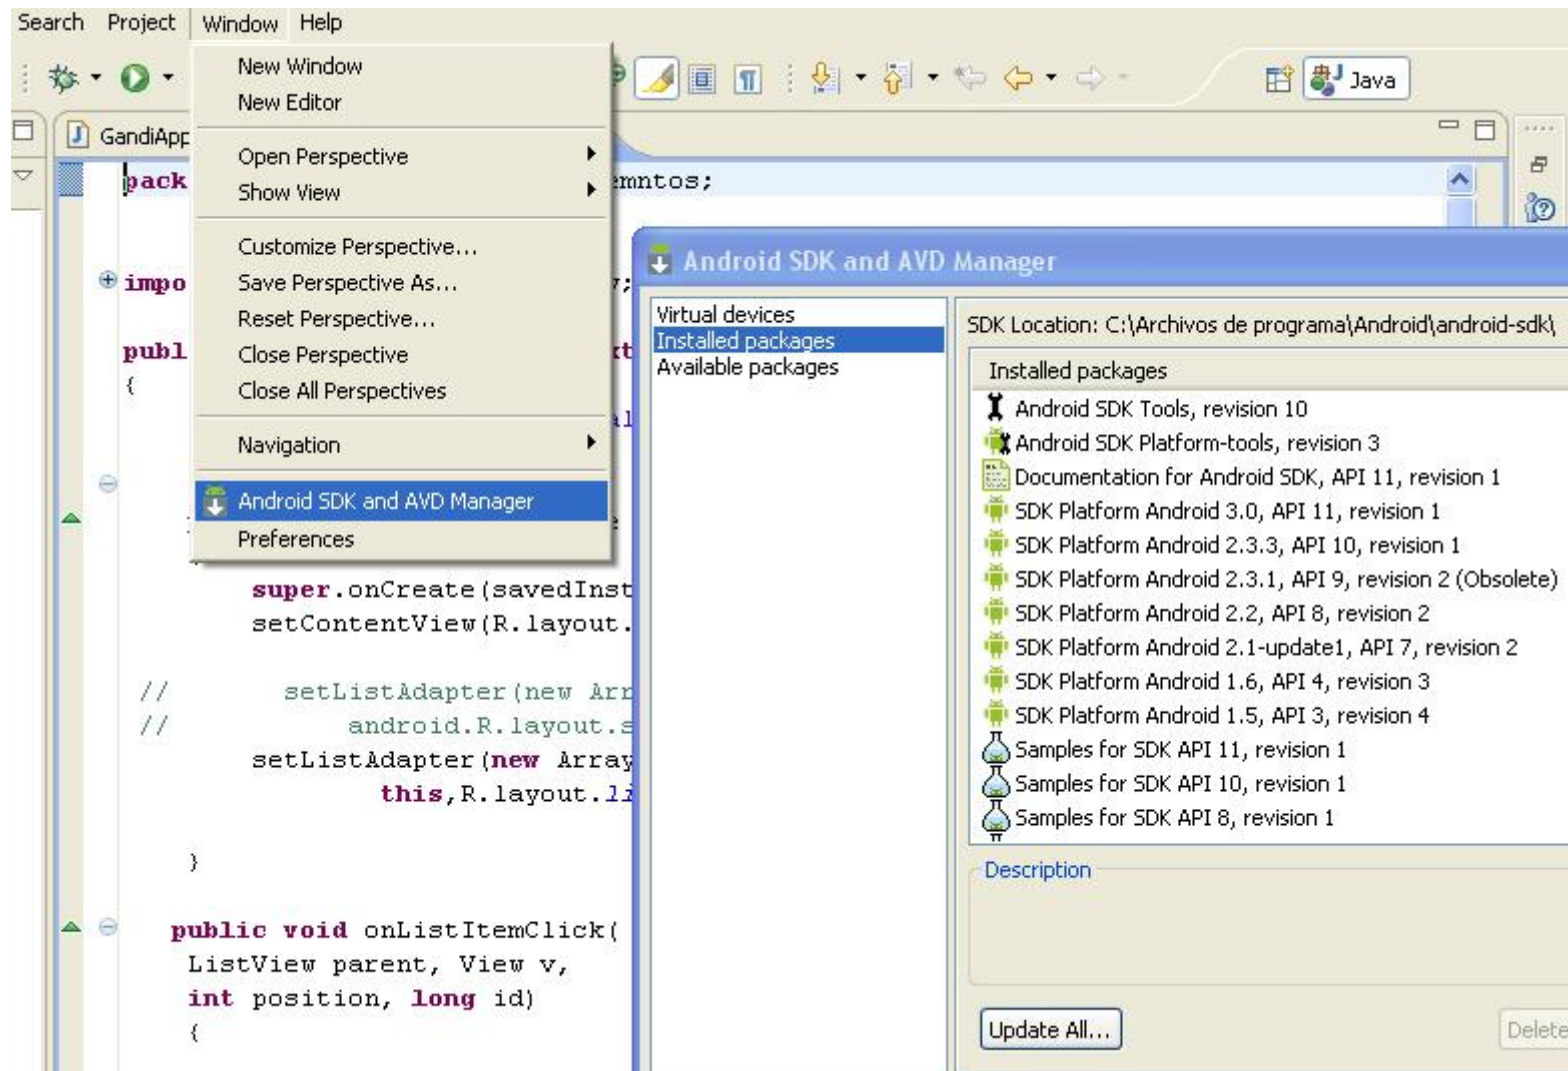 Search Project Window Help
New Window
New Editor
Open Perspective
Show View
Customize Perspective...
Save Perspective As...
Reset Perspective...
Close Perspective
Close All Perspectives
Navigation
Android SDK and AVD Manager
Preferences
Java
GandiApp
pack
emntos;
impo
publ
{
super.onCreate(savedInst
setContentView(R.layout.
// setListAdapter(new Arr
// android.R.layout.s
setListAdapter(new Array
this,R.layout.li
}
public void onListItemClick(
ListView parent, View v,
int position, long id)
{
Android SDK and AVD Manager
Virtual devices
Installed packages
Available packages
SDK Location: C:\Archivos de programa\Android\android-sdk\
Installed packages
Android SDK Tools, revision 10
Android SDK Platform-tools, revision 3
Documentation for Android SDK, API 11, revision 1
SDK Platform Android 3.0, API 11, revision 1
SDK Platform Android 2.3.3, API 10, revision 1
SDK Platform Android 2.3.1, API 9, revision 2 (Obsolete)
SDK Platform Android 2.2, API 8, revision 2
SDK Platform Android 2.1-update1, API 7, revision 2
SDK Platform Android 1.6, API 4, revision 3
SDK Platform Android 1.5, API 3, revision 4
Samples for SDK API 11, revision 1
Samples for SDK API 10, revision 1
Samples for SDK API 8, revision 1
Description
Update All...
Delete